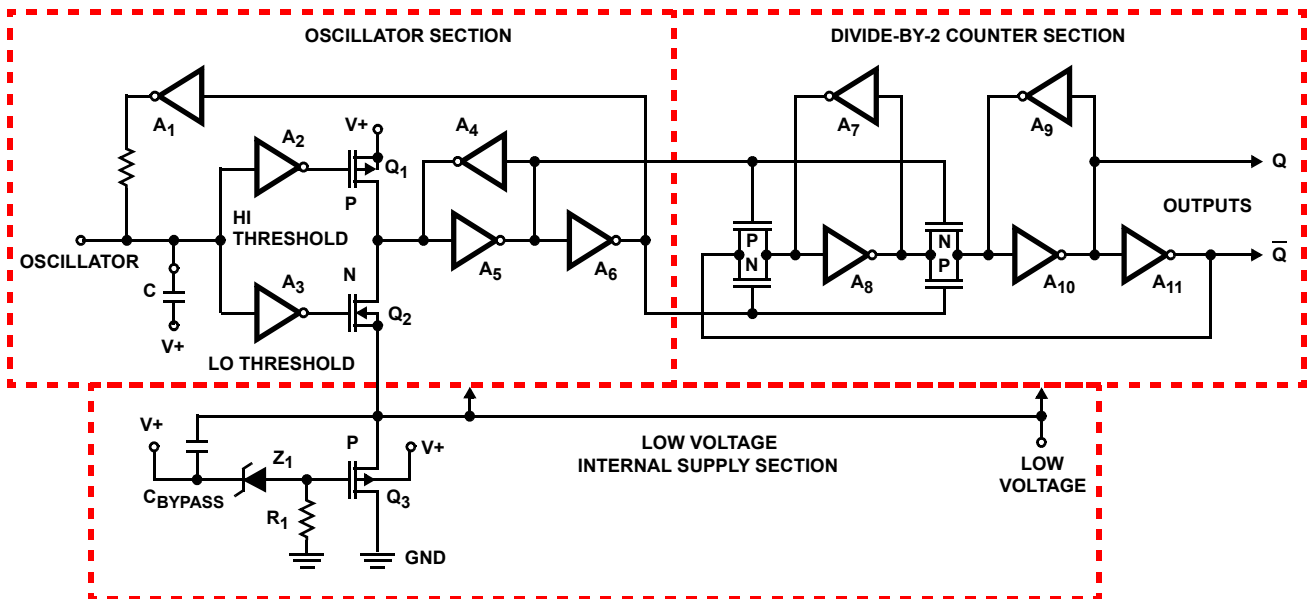 OSCILLATOR SECTION
DIVIDE-BY-2 COUNTER SECTION
A1
A2
V+
Q1
P
A4
A7
A9
Q
HI
THRESHOLD
OUTPUTS
OSCILLATOR
N
A3
Q2
A5
A6
P
N
A8
N
P
A10
A11
Q̅
C
V+
LO THRESHOLD
V+
P
V+
LOW VOLTAGE
INTERNAL SUPPLY SECTION
LOW
VOLTAGE
Z1
CBYPASS
Q3
R1
GND